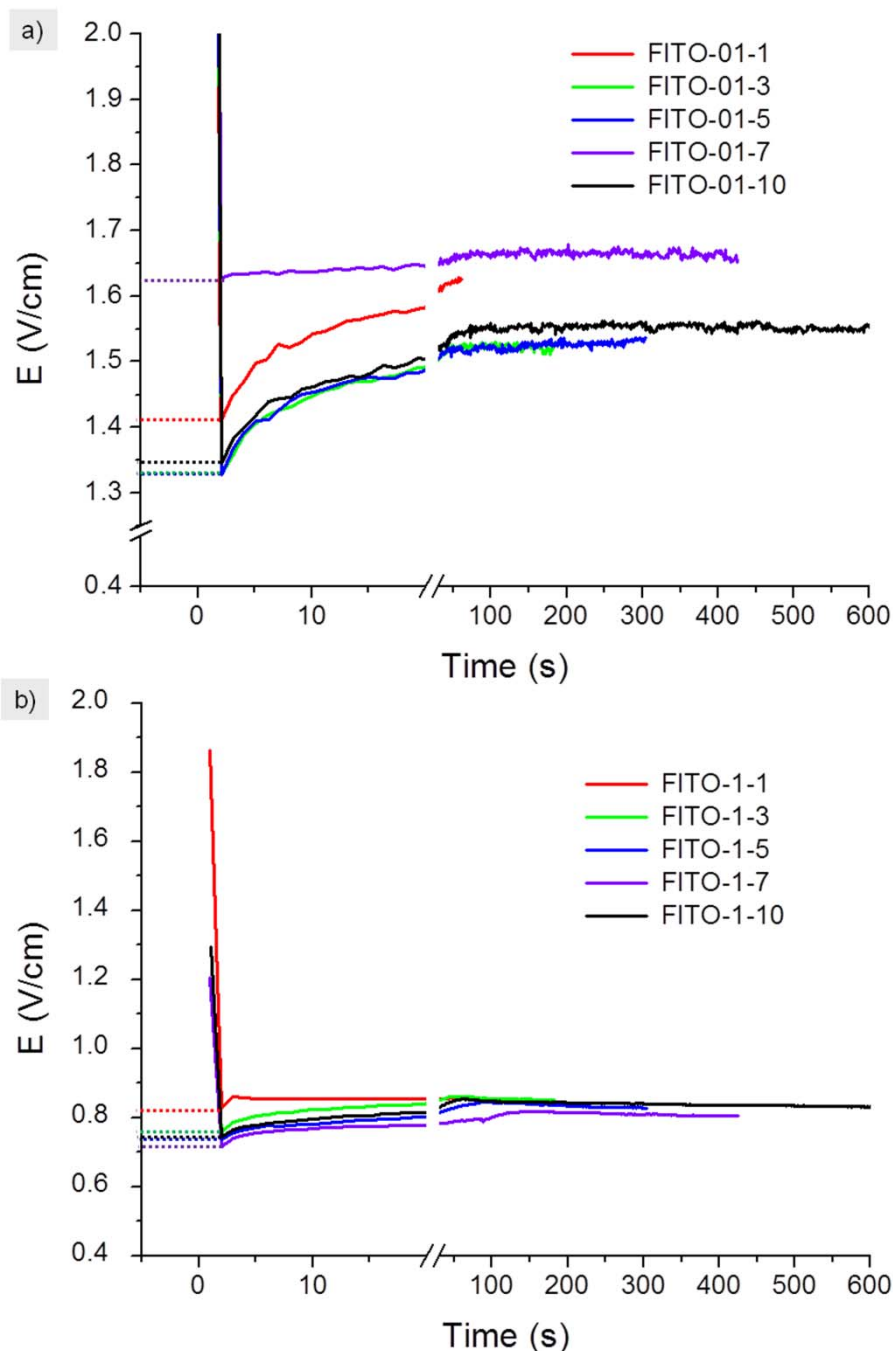 a)
2.0
1.9
1.8
1.7
1.6
1.5
1.4
1.3
0.4
E (V/cm)
FITO-01-1
FITO-01-3
FITO-01-5
FITO-01-7
FITO-01-10
0 10 100 200 300 400 500 600
Time (s)
b)
2.0
1.8
1.6
1.4
1.2
1.0
0.8
0.6
0.4
E (V/cm)
FITO-1-1
FITO-1-3
FITO-1-5
FITO-1-7
FITO-1-10
0 10 100 200 300 400 500 600
Time (s)